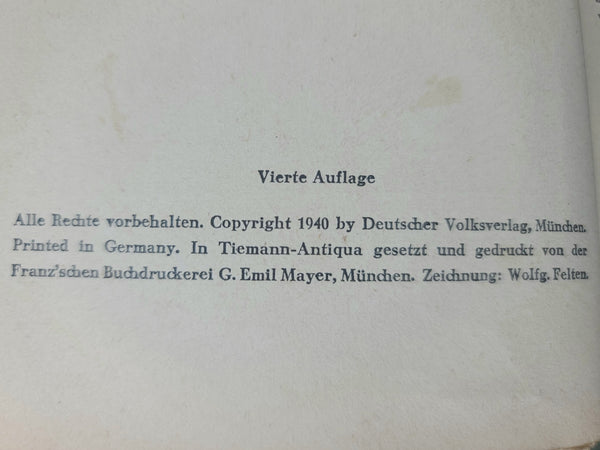 Vierte Auflage
Alle Rechte vorbehalten. Copyright 1940 by Deutscher Volksverlag, München.
Printed in Germany. In Tiemann-Antiqua gesetzt und gedruckt von der
Franz'schen Buchdruckerei G. Emil Mayer, München. Zeichnung: Wolfg. Felten.